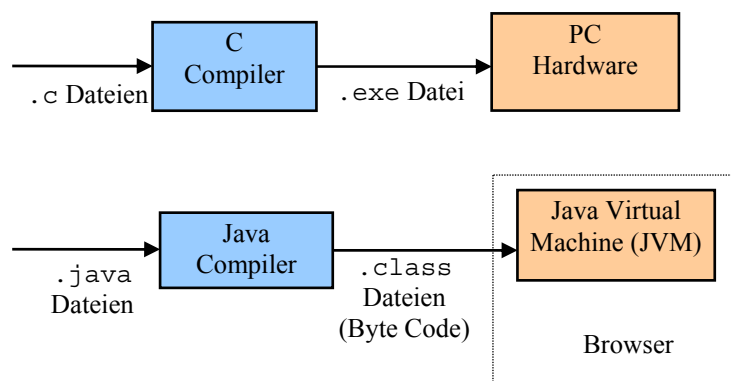 C
Compiler
PC
Hardware
.c Dateien
.exe Datei
Java
Compiler
Java Virtual
Machine (JVM)
.java
Dateien
.class
Dateien
(Byte Code)
Browser